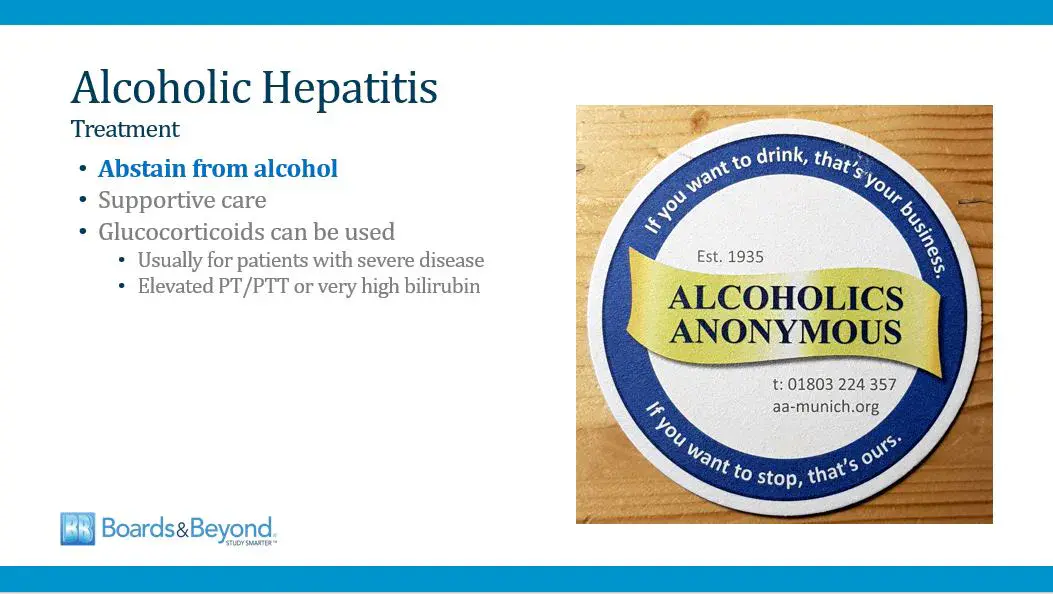 Alcoholic Hepatitis
Treatment
• Abstain from alcohol
• Supportive care
• Glucocorticoids can be used
• Usually for patients with severe disease
• Elevated PT/PTT or very high bilirubin
If you want to drink, that's your business.
Est. 1935
ALCOHOLICS
ANONYMOUS
t: 01803 224 357
aa-munich.org
If you want to stop, that's ours.
BB Boards&Beyond.
STUDY SMARTER™